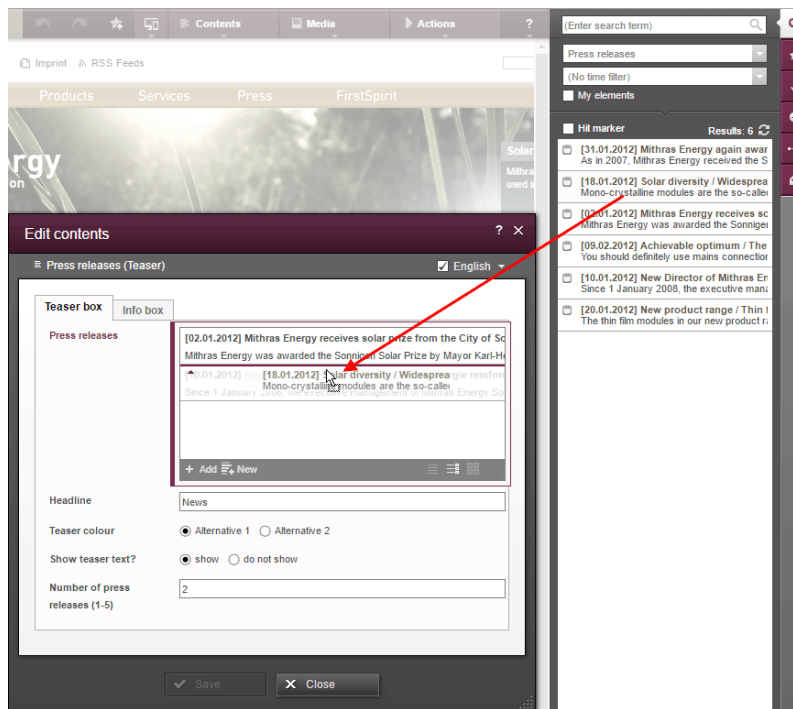 Contents
Media
Actions
?
Imprint
RSS Feeds
Products
Services
Press
FirstSpirit
rgy
on
Solar
Mithra
used i
Edit contents
? X
Press releases (Teaser)
English
Teaser box
Info box
Press releases
[02.01.2012] Mithras Energy receives solar prize from the City of So
Mithras Energy was awarded the Sonnigen Solar Prize by Mayor Karl-He
[18.01.2012] Solar diversity / Widesprea
Mono-crystalline modules are the so-calle
Since 1 January 2008, the executive management of Mithras Energy So
+ Add
New
Headline
News
Teaser colour
Alternative 1
Alternative 2
Show teaser text?
show
do not show
Number of press
releases (1-5)
2
Save
X Close
(Enter search term)
Press releases
(No time filter)
My elements
Hit marker
Results: 6
[31.01.2012] Mithras Energy again awar
As in 2007, Mithras Energy received the S
[18.01.2012] Solar diversity / Widesprea
Mono-crystalline modules are the so-calle
[02.01.2012] Mithras Energy receives sc
Mithras Energy was awarded the Sonniger
[09.02.2012] Achievable optimum / The
You should definitely use mains connection
[10.01.2012] New Director of Mithras En
Since 1 January 2008, the executive mana
[20.01.2012] New product range / Thin f
The thin film modules in our new product ra